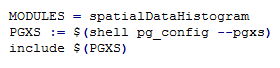 MODULES = spatialDataHistogram
PGXS := $(shell pg_config --pgxs)
include $(PGXS)